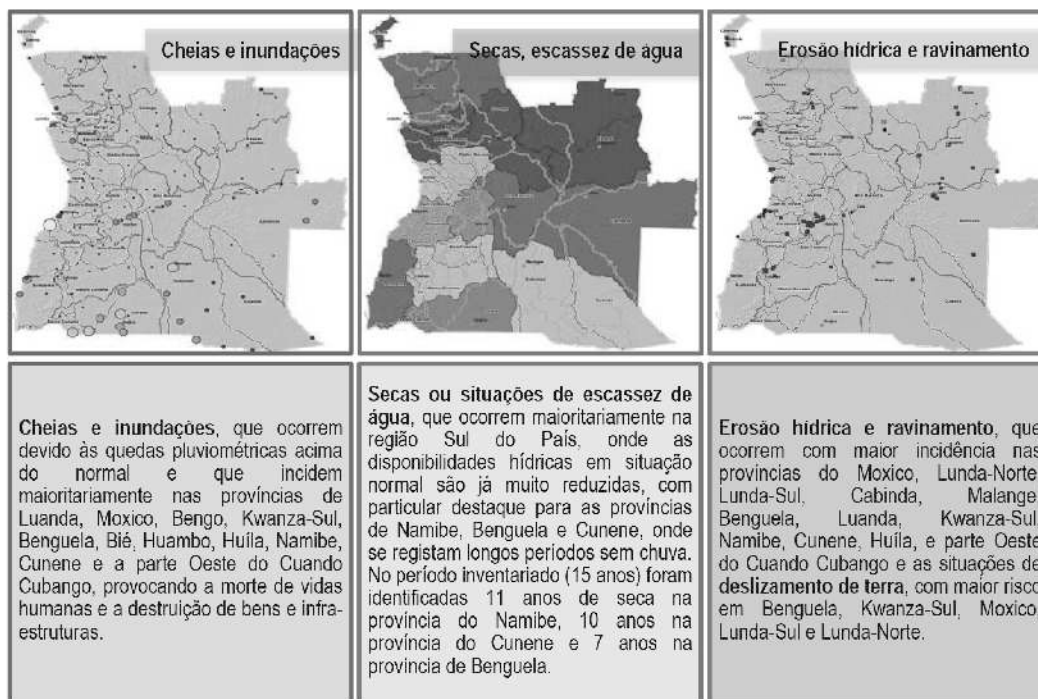 Cheias e inundações
Secas, escassez de água
Erosão hídrica e ravinamento
Cheias e inundações, que ocorrem
devido às quedas pluviométricas acima
do normal e que incidem
maioritariamente nas províncias de
Luanda, Moxico, Bengo, Kwanza-Sul,
Benguela, Bié, Huambo, Huíla, Namibe,
Cunene e a parte Oeste do Cuando
Cubango, provocando a morte de vidas
humanas e a destruição de bens e infra-
estruturas.
Secas ou situações de escassez de
água, que ocorrem maioritariamente na
região Sul do País, onde as
disponibilidades hídricas em situação
normal são já muito reduzidas, com
particular destaque para as províncias
de Namibe, Benguela e Cunene, onde
se registam longos períodos sem chuva.
No período inventariado (15 anos) foram
identificadas 11 anos de seca na
província do Namibe, 10 anos na
província do Cunene e 7 anos na
provincia de Benguela.
Erosão hídrica e ravinamento, que
ocorrem com maior incidência nas
províncias do Moxico, Lunda-Norte
Lunda-Sul, Cabinda, Malange
Benguela, Luanda, Kwanza-Sul
Namibe, Cunene, Huíla, e parte Oeste
do Cuando Cubango e as situações de
deslizamento de terra, com maior risco
em Benguela, Kwanza-Sul, Moxico
Lunda-Sul e Lunda-Norte.